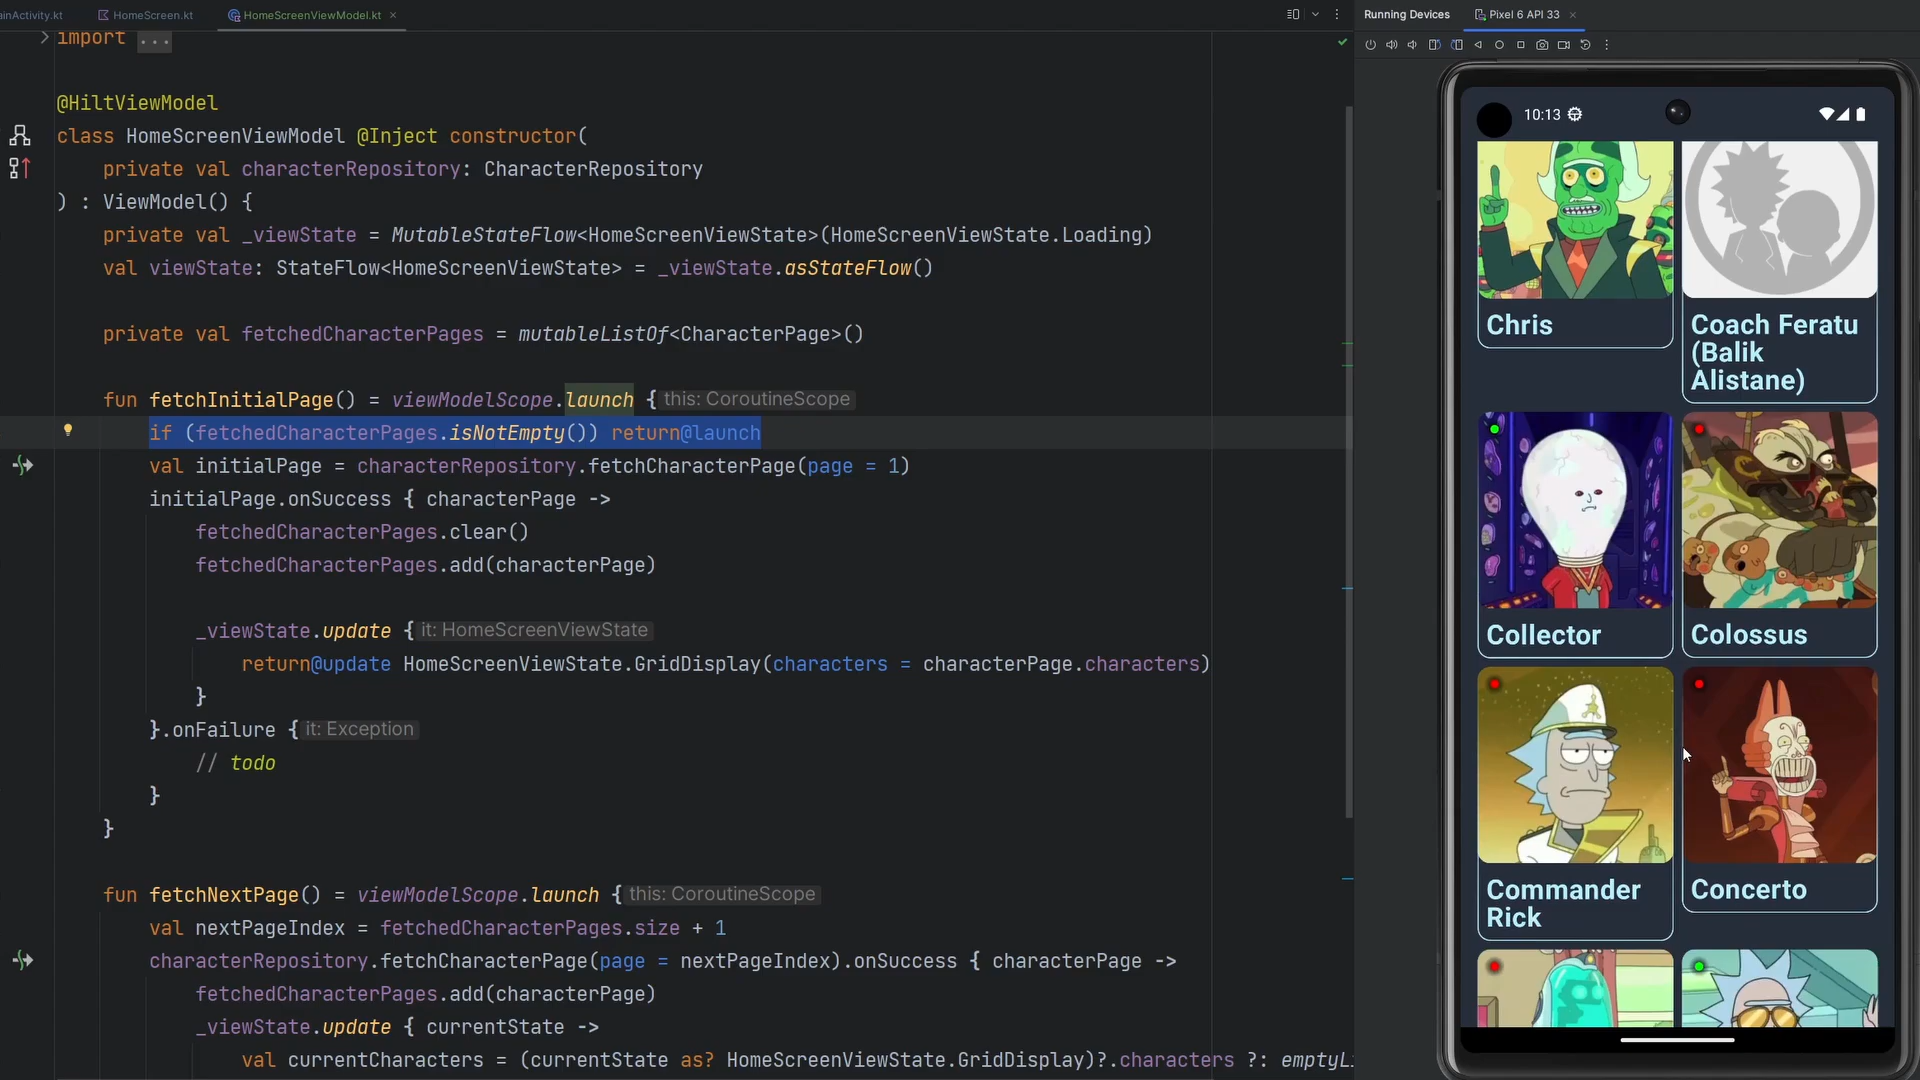 ainActivity.kt
HomeScreen.kt
HomeScreenViewModel.kt
Running Devices
Pixel 6 API 33
import ...
@HiltViewModel
class HomeScreenViewModel @Inject constructor(
private val characterRepository: CharacterRepository
) : ViewModel() {
private val _viewState = MutableStateFlow<HomeScreenViewState>(HomeScreenViewState.Loading)
val viewState: StateFlow<HomeScreenViewState> = _viewState.asStateFlow()
private val fetchedCharacterPages = mutableListOf<CharacterPage>()
fun fetchInitialPage() = viewModelScope.launch { this: CoroutineScope
if (fetchedCharacterPages.isNotEmpty()) return@launch
val initialPage = characterRepository.fetchCharacterPage(page = 1)
initialPage.onSuccess { characterPage ->
fetchedCharacterPages.clear()
fetchedCharacterPages.add(characterPage)
_viewState.update { it: HomeScreenViewState
return@update HomeScreenViewState.GridDisplay(characters = characterPage.characters)
}
}.onFailure { it: Exception
// todo
}
}
fun fetchNextPage() = viewModelScope.launch { this: CoroutineScope
val nextPageIndex = fetchedCharacterPages.size + 1
characterRepository.fetchCharacterPage(page = nextPageIndex).onSuccess { characterPage ->
fetchedCharacterPages.add(characterPage)
_viewState.update { currentState ->
val currentCharacters = (currentState as? HomeScreenViewState.GridDisplay)?.characters ?: emptyLi
10:13
Chris
Coach Feratu
(Balik
Alistane)
Collector
Colossus
Commander
Rick
Concerto